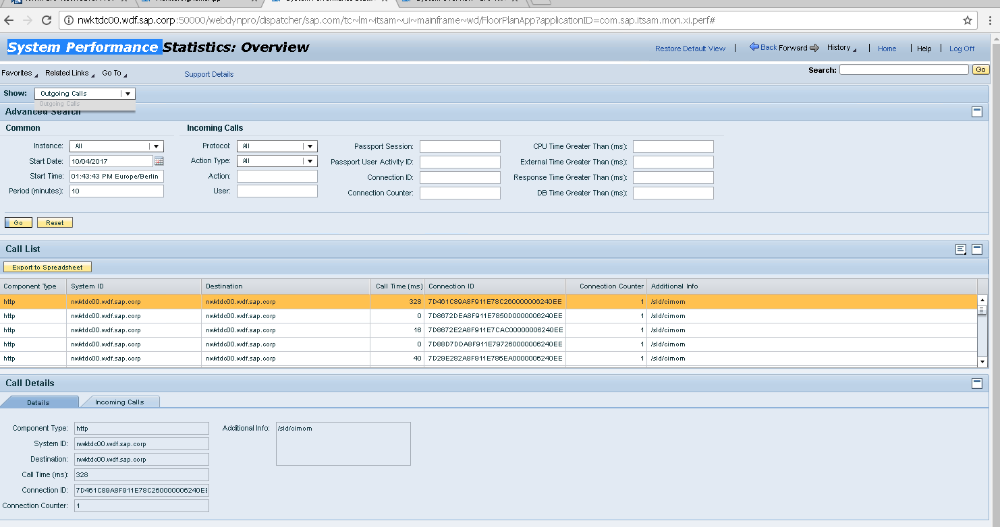 nwktdc00.wdf.sap.corp:50000/webdynpro/dispatcher/sap.com/tc~lm~itsam~ui~mainframe~wd/FloorPlanApp?applicationID=com.sap.itsam.mon.xi.perf#
System Performance Statistics: Overview
Restore Default View | Back Forward History | Home | Help | Log Off
Favorites Related Links Go To Support Details Search: Go
Show: Outgoing Calls
Outgoing Calls
Advanced Search
Common Incoming Calls
Instance: All Protocol: All Passport Session: CPU Time Greater Than (ms):
Start Date: 10/04/2017 Action Type: All Passport User Activity ID: External Time Greater Than (ms):
Start Time: 01:43:43 PM Europe/Berlin Action: Connection ID: Response Time Greater Than (ms):
Period (minutes): 10 User: Connection Counter: DB Time Greater Than (ms):
Go Reset
Call List
Export to Spreadsheet
Component Type System ID Destination Call Time (ms) Connection ID Connection Counter Additional Info
http nwktdc00.wdf.sap.corp nwktdc00.wdf.sap.corp 328 7D461C89A8F911E78C260000006240EE 1 /sld/cimom
http nwktdc00.wdf.sap.corp nwktdc00.wdf.sap.corp 0 7D8672DEA8F911E7850D0000006240EE 1 /sld/cimom
http nwktdc00.wdf.sap.corp nwktdc00.wdf.sap.corp 16 7D8672E2A8F911E7CAC00000006240EE 1 /sld/cimom
http nwktdc00.wdf.sap.corp nwktdc00.wdf.sap.corp 0 7D88D7DDA8F911E797260000006240EE 1 /sld/cimom
http nwktdc00.wdf.sap.corp nwktdc00.wdf.sap.corp 40 7D29E282A8F911E786EA0000006240EE 1 /sld/cimom
Call Details
Details Incoming Calls
Component Type: http Additional Info: /sld/cimom
System ID: nwktdc00.wdf.sap.corp
Destination: nwktdc00.wdf.sap.corp
Call Time (ms): 328
Connection ID: 7D461C89A8F911E78C260000006240EE
Connection Counter: 1